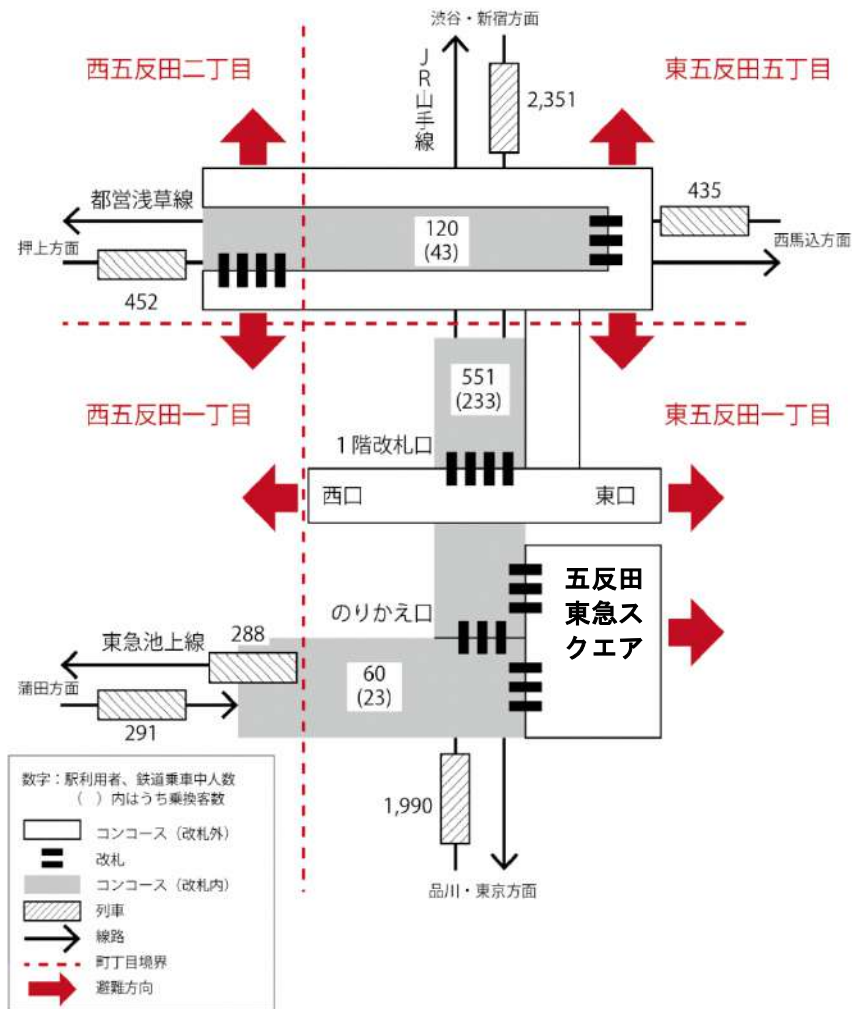 渋谷・新宿方面
西五反田二丁目
JR山手線
2,351
東五反田五丁目
都営浅草線
435
120
(43)
押上方面
西馬込方面
452
551
(233)
西五反田一丁目
東五反田一丁目
1階改札口
西口
東口
五反田
東急ス
クエア
のりかえ口
東急池上線
288
60
(23)
蒲田方面
291
1,990
品川・東京方面
数字：駅利用者、鉄道乗車中人数
（ ）内はうち乗換客数
コンコース（改札外）
改札
コンコース（改札内）
列車
線路
町丁目境界
避難方向